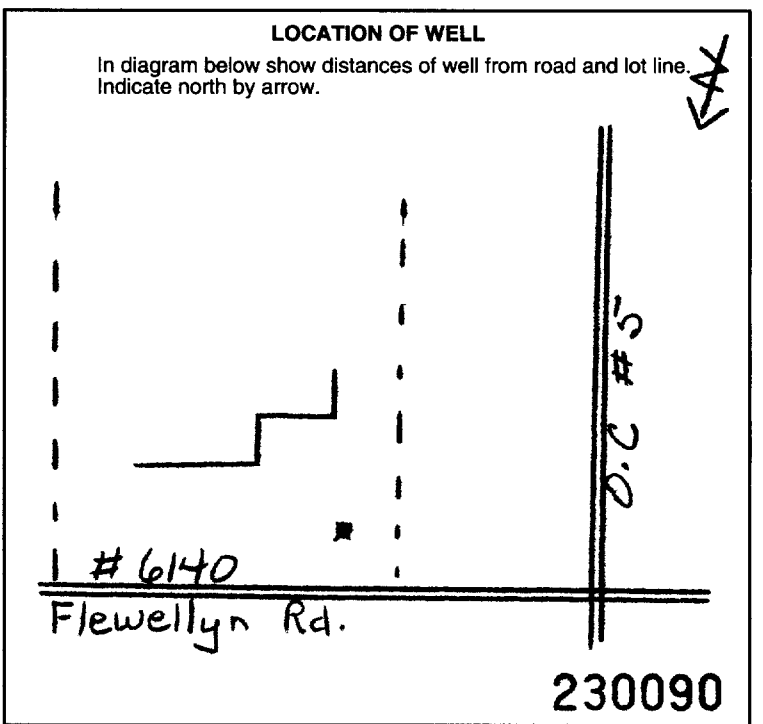 LOCATION OF WELL
In diagram below show distances of well from road and lot line.
Indicate north by arrow.
N
O.C #5
# 6140
Flewellyn Rd.
230090